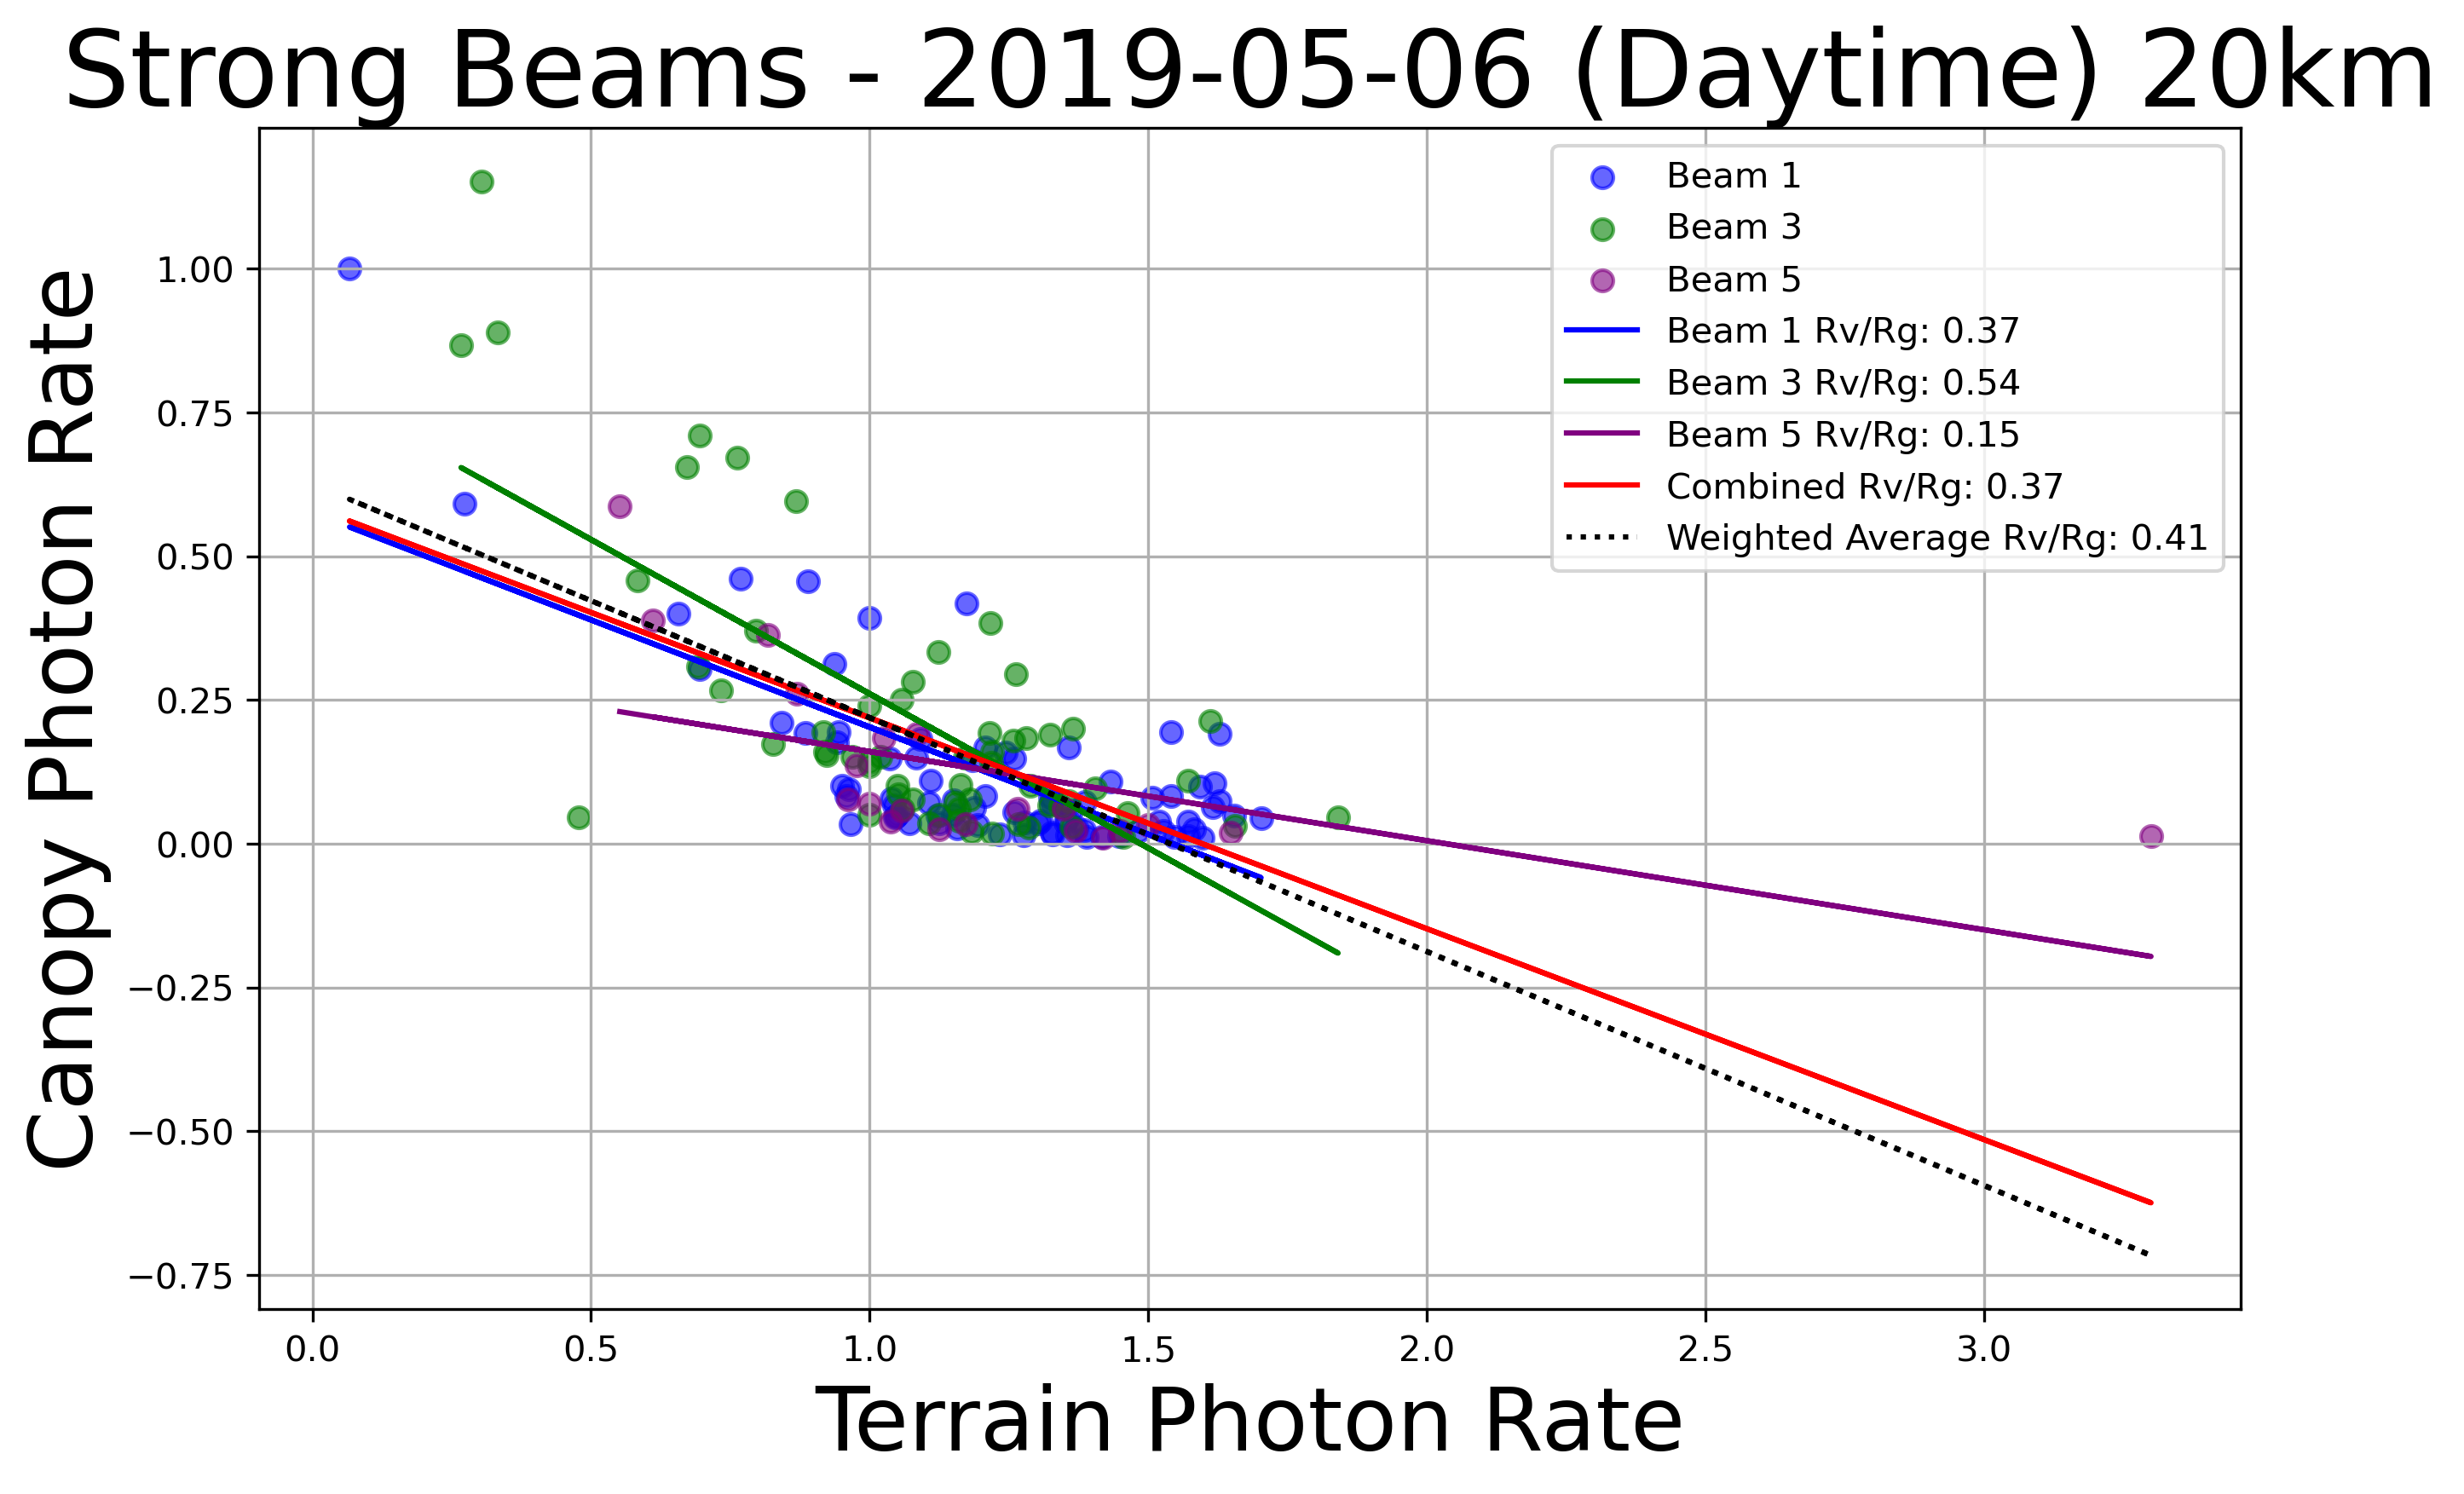 Strong Beams - 2019-05-06 (Daytime) 20km
Canopy Photon Rate
1.00
0.75
0.50
0.25
0.00
−0.25
−0.50
−0.75
Beam 1
Beam 3
Beam 5
Beam 1 Rv/Rg: 0.37
Beam 3 Rv/Rg: 0.54
Beam 5 Rv/Rg: 0.15
Combined Rv/Rg: 0.37
Weighted Average Rv/Rg: 0.41
0.0 0.5 1.0 1.5 2.0 2.5 3.0
Terrain Photon Rate